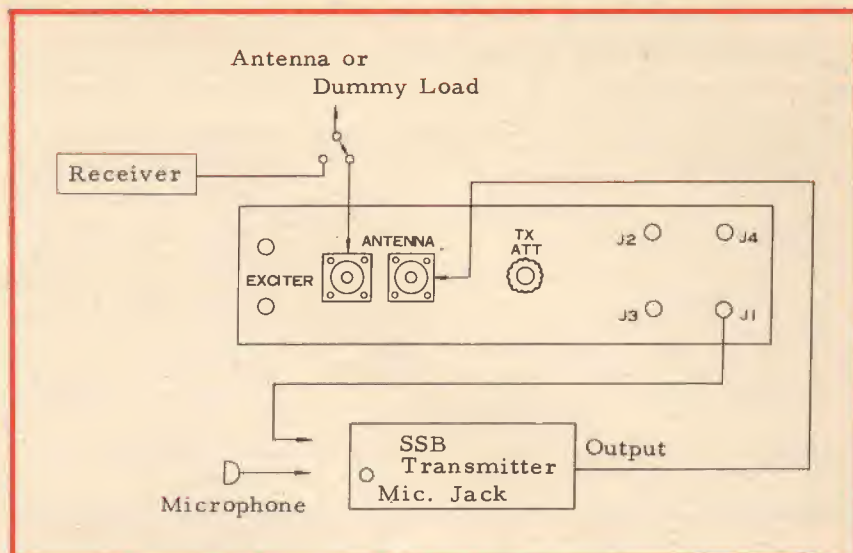 Antenna or
Dummy Load
Receiver
ANTENNA
TX
ATT
J2
J4
EXCITER
J3
J1
SSB
Transmitter
Mic. Jack
Output
Microphone